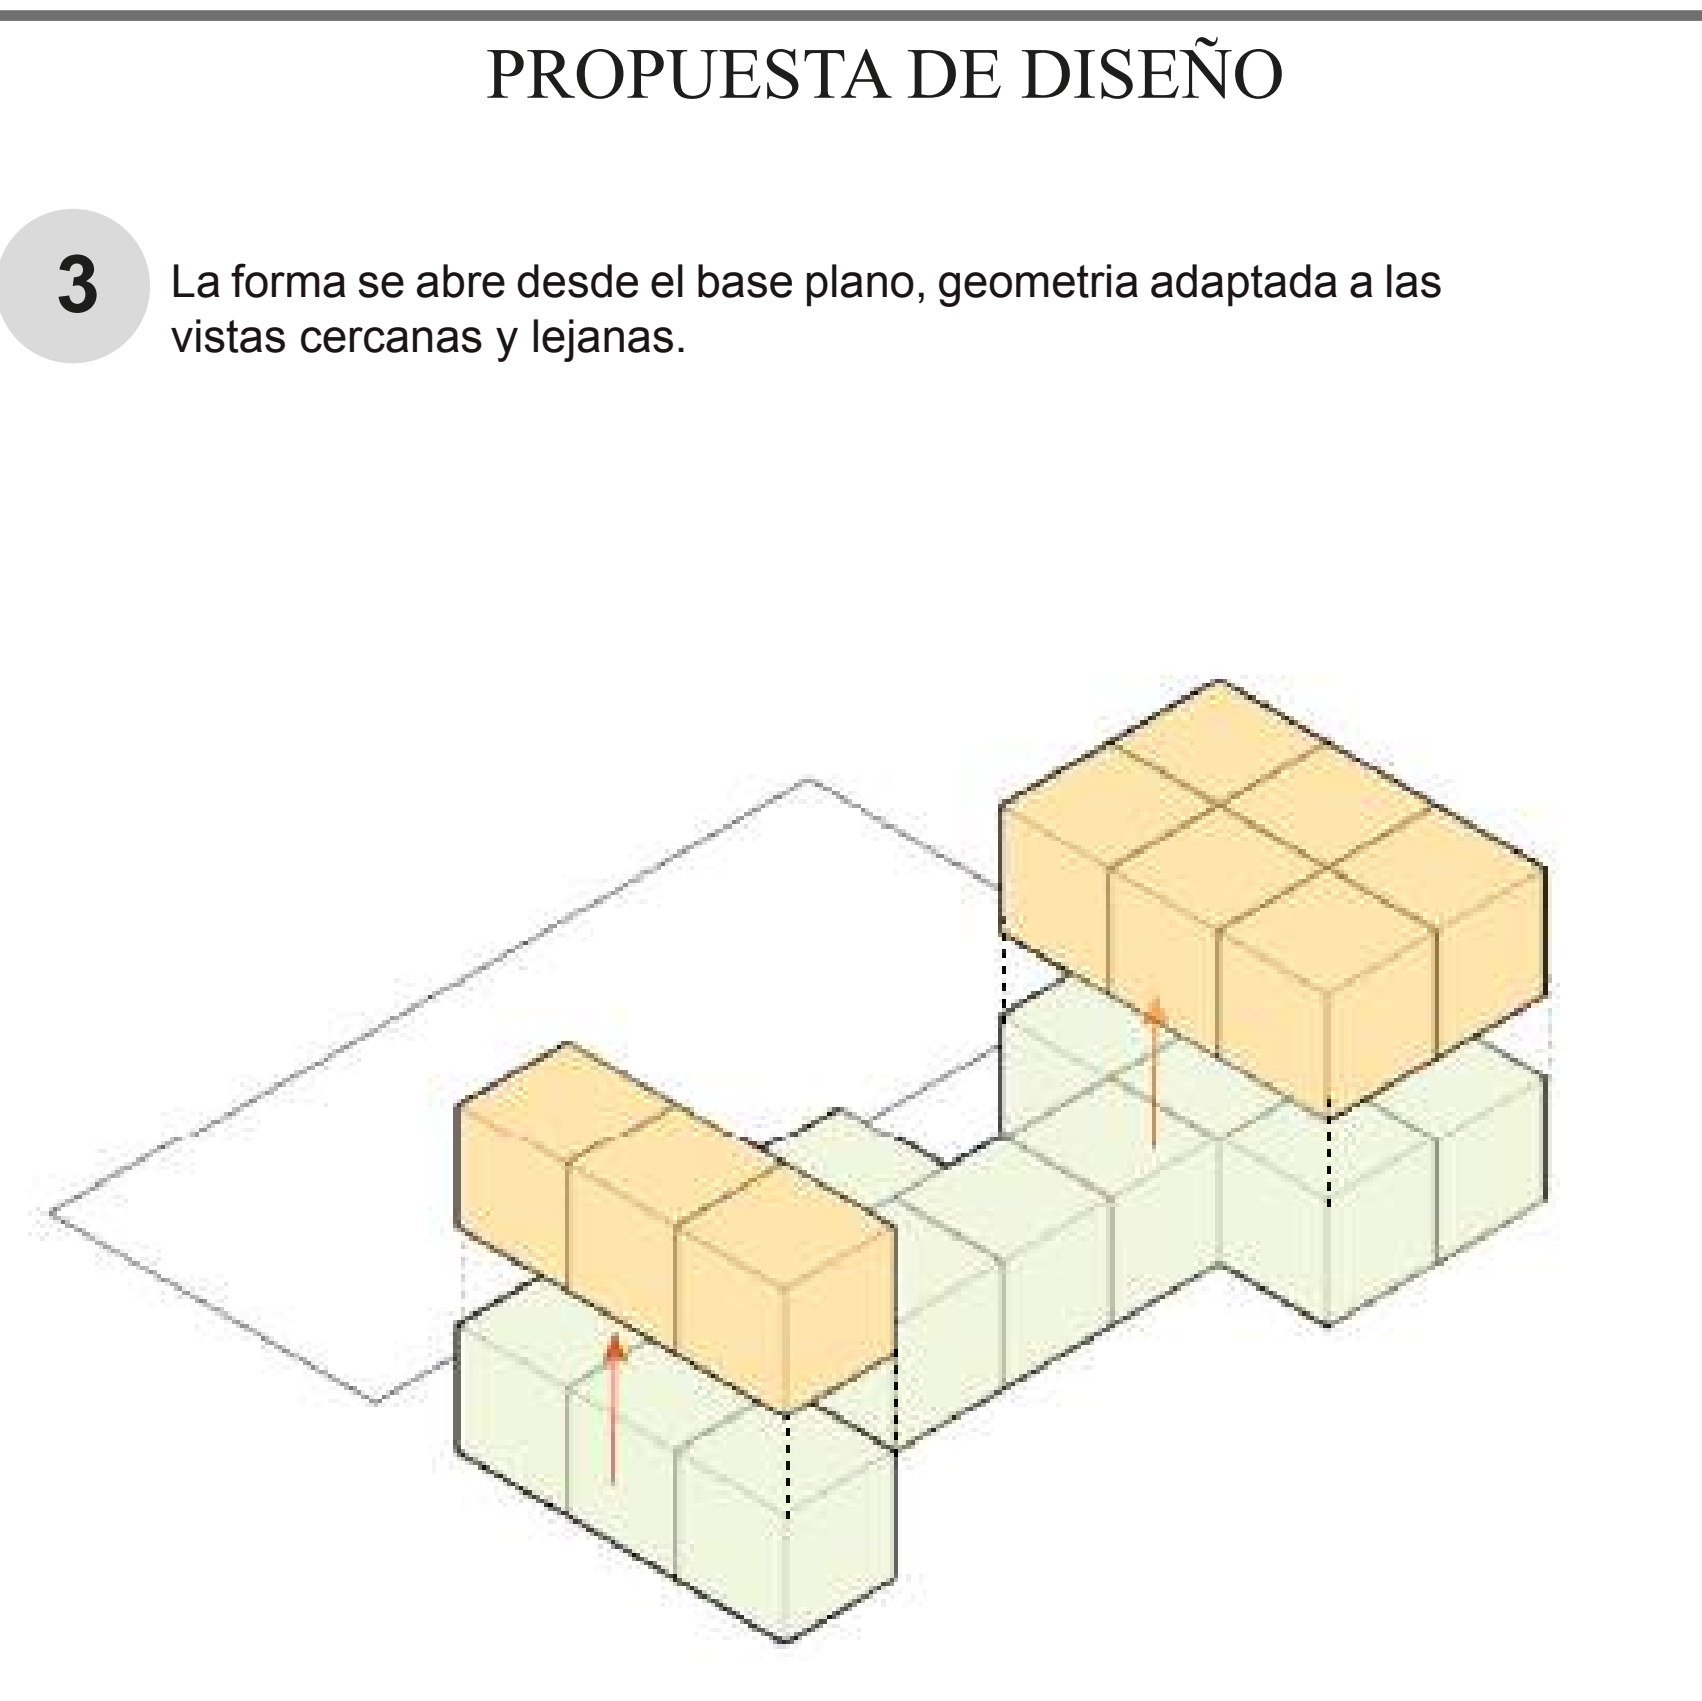 PROPUESTA DE DISEÑO
3
La forma se abre desde el base plano, geometria adaptada a las
vistas cercanas y lejanas.